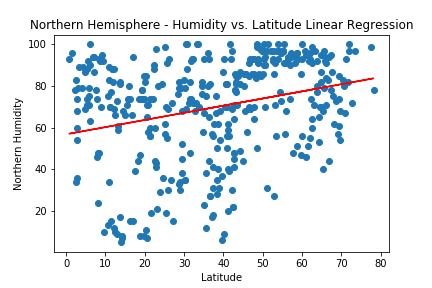 Northern Hemisphere - Humidity vs. Latitude Linear Regression
100
80
60
40
20
Northern Humidity
0 10 20 30 40 50 60 70 80
Latitude